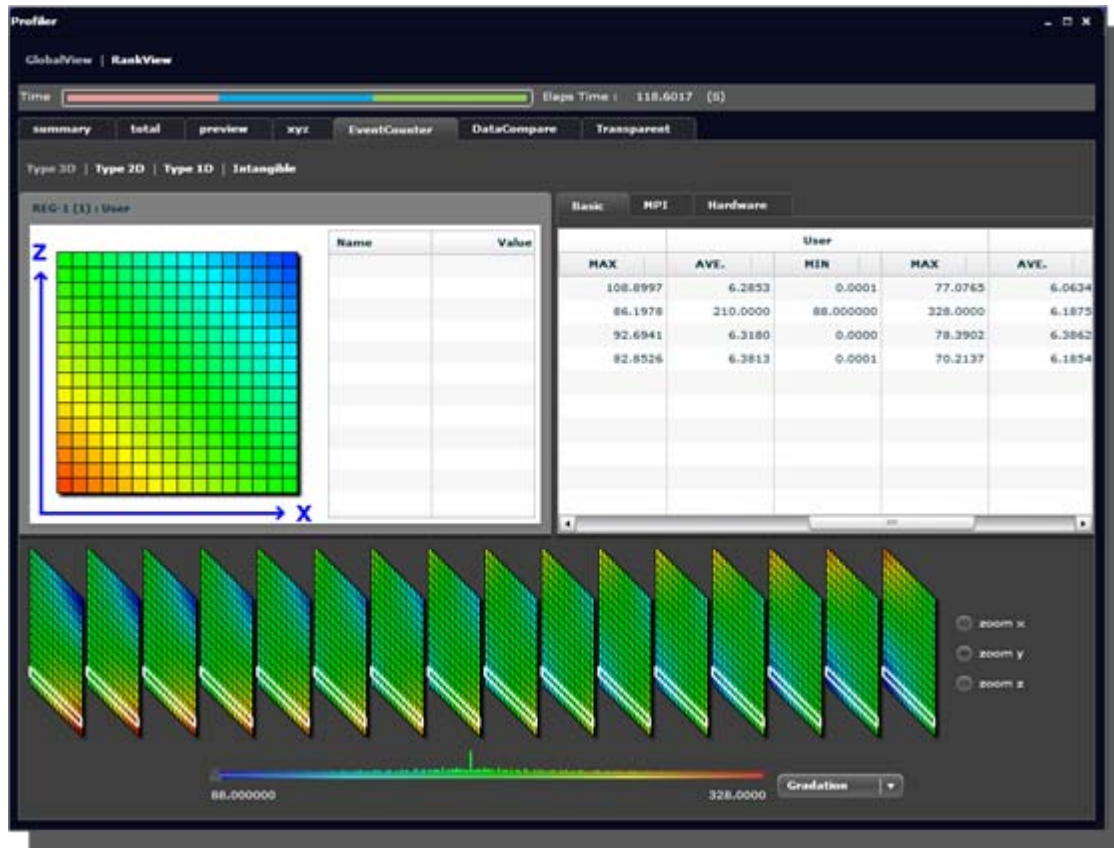 Profiler
GlobalView | RankView
Time Elaps Time : 118.6017 (S)
summary total preview xyz EventCounter DataCompare Transparent
Type 3D | Type 2D | Type 1D | Intangible
REG-1 (1) : User
Basic MPI Hardware
Name Value
User
MAX AVE. MIN MAX AVE.
108.8997 6.2853 0.0001 77.0765 6.0634
86.1978 210.0000 88.000000 328.0000 6.1875
92.6941 6.3180 0.0000 78.3902 6.3862
82.8526 6.3813 0.0001 70.2137 6.1854
Z
X
zoom x
zoom y
zoom z
88.000000 328.0000
Gradation